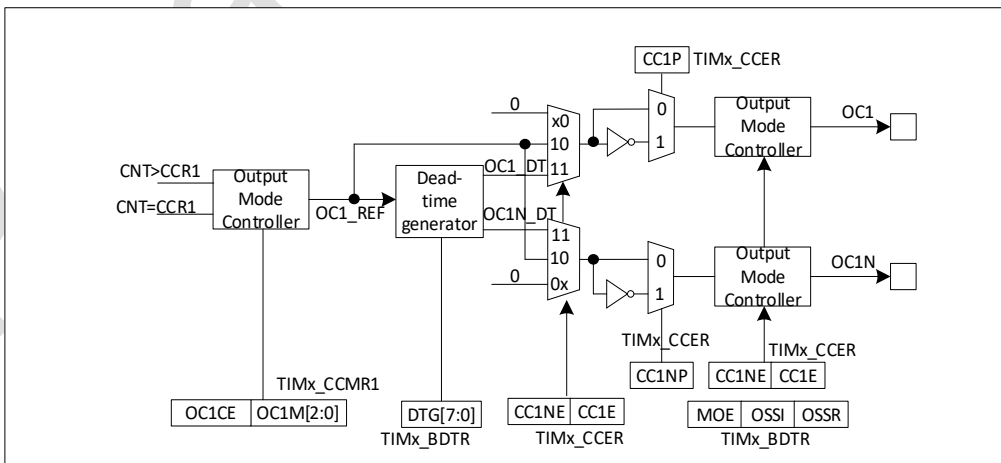 CC1P TIMx_CCER
0
x0
10
11
0
1
Output
Mode
Controller
OC1
CNT>CCR1
CNT=CCR1
Output
Mode
Controller
OC1_REF
Dead-
time
generator
OC1_DT
OC1N_DT
11
10
0x
0
0
1
Output
Mode
Controller
OC1N
TIMx_CCER
CC1NP
TIMx_CCER
CC1NE CC1E
MOE OSSI OSSR
TIMx_BDTR
TIMx_CCMR1
OC1CE OC1M[2:0]
DTG[7:0]
TIMx_BDTR
CC1NE CC1E
TIMx_CCER